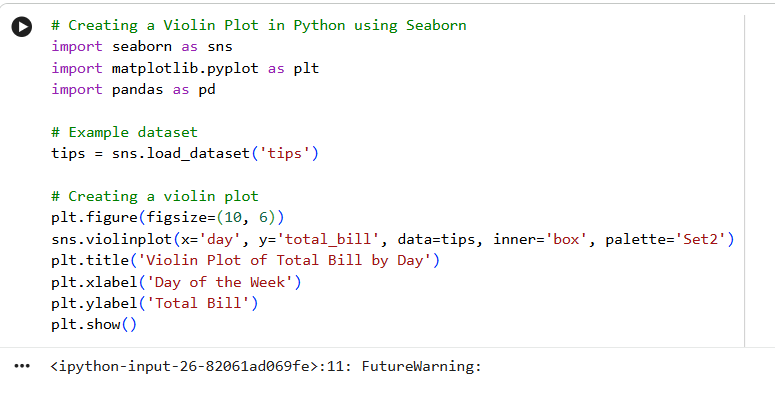 # Creating a Violin Plot in Python using Seaborn
import seaborn as sns
import matplotlib.pyplot as plt
import pandas as pd
# Example dataset
tips = sns.load_dataset('tips')
# Creating a violin plot
plt.figure(figsize=(10, 6))
sns.violinplot(x='day', y='total_bill', data=tips, inner='box', palette='Set2')
plt.title('Violin Plot of Total Bill by Day')
plt.xlabel('Day of the Week')
plt.ylabel('Total Bill')
plt.show()
<ipython-input-26-82061ad069fe>:11: FutureWarning: